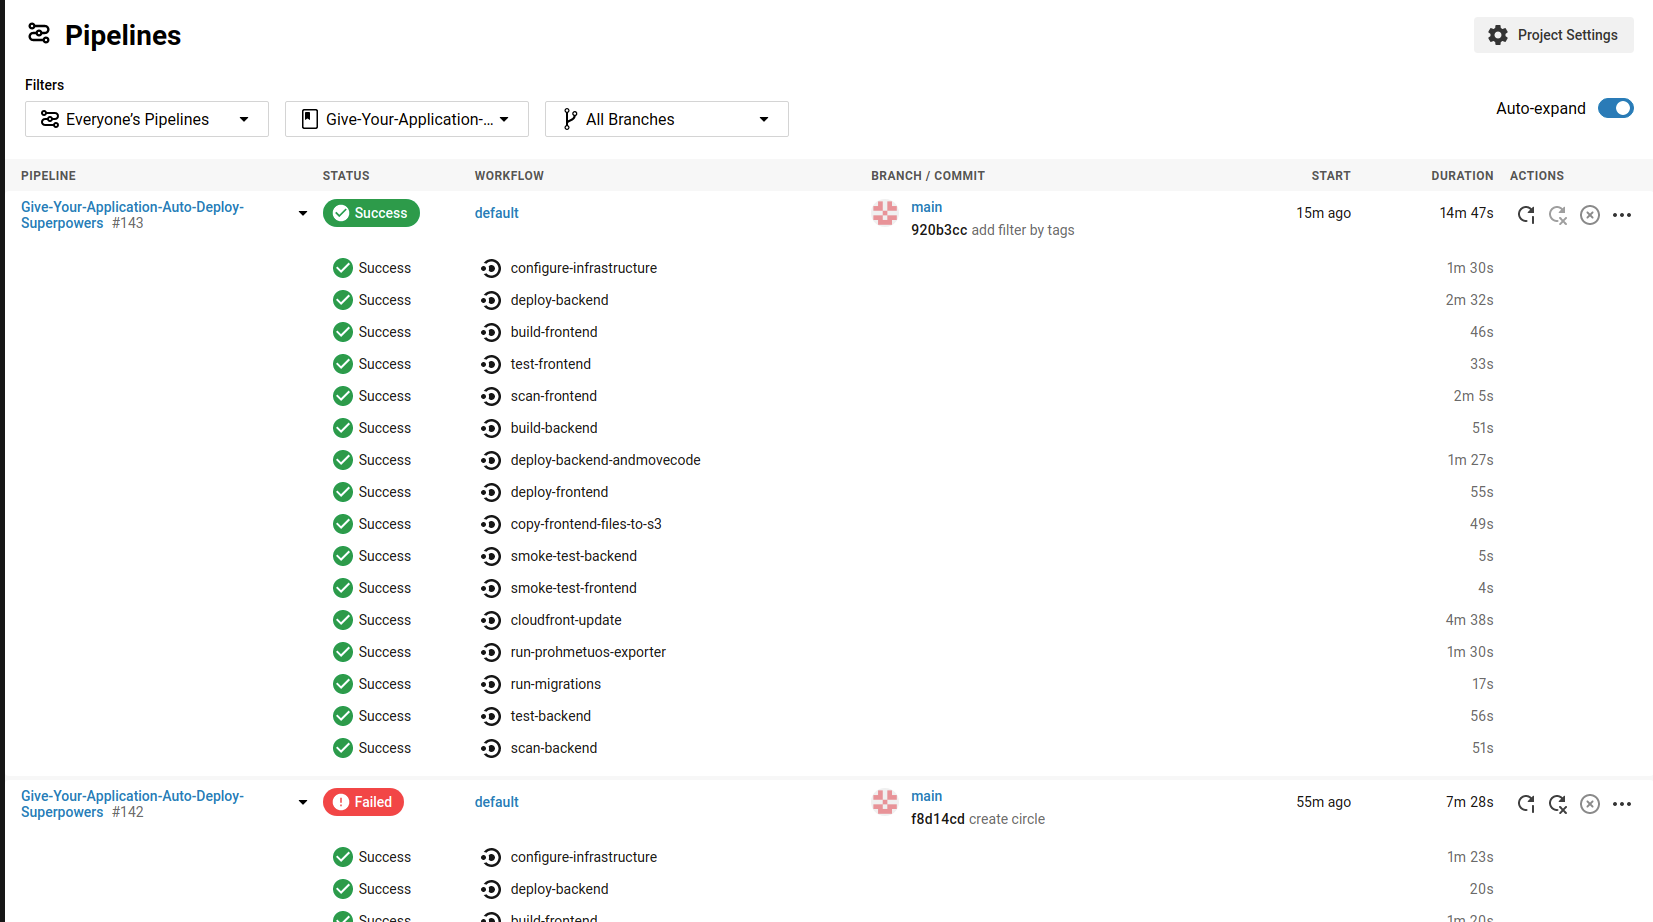 Pipelines
Project Settings
Filters
Everyone's Pipelines
Give-Your-Application-...
All Branches
Auto-expand
PIPELINE STATUS WORKFLOW BRANCH / COMMIT START DURATION ACTIONS
Give-Your-Application-Auto-Deploy-
Superpowers #143
Success default main 15m ago 14m 47s
920b3cc add filter by tags
Success configure-infrastructure 1m 30s
Success deploy-backend 2m 32s
Success build-frontend 46s
Success test-frontend 33s
Success scan-frontend 2m 5s
Success build-backend 51s
Success deploy-backend-andmovecode 1m 27s
Success deploy-frontend 55s
Success copy-frontend-files-to-s3 49s
Success smoke-test-backend 5s
Success smoke-test-frontend 4s
Success cloudfront-update 4m 38s
Success run-prohmetuos-exporter 1m 30s
Success run-migrations 17s
Success test-backend 56s
Success scan-backend 51s
Give-Your-Application-Auto-Deploy-
Superpowers #142
Failed default main 55m ago 7m 28s
f8d14cd create circle
Success configure-infrastructure 1m 23s
Success deploy-backend 20s
Success build-frontend 1m 20s